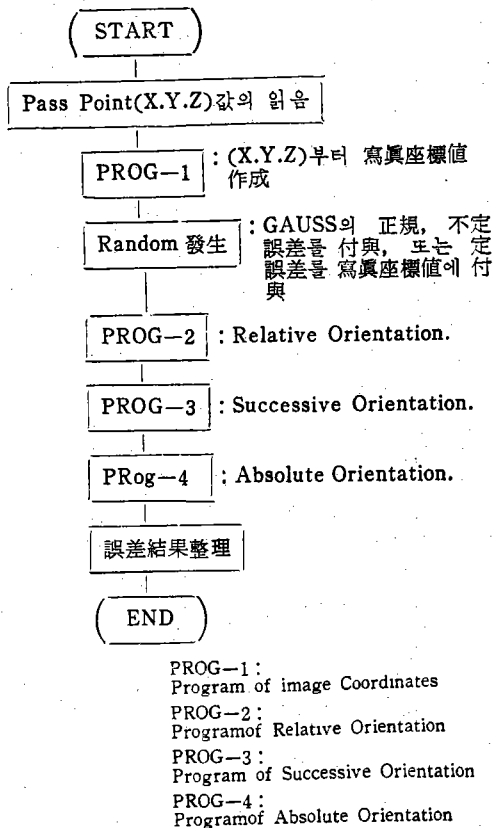 START
Pass Point(X.Y.Z)값의 읽음
PROG—1
: (X.Y.Z)부터 寫眞座標値
作成
Random 發生
: GAUSS의 正規, 不定
誤差를 付與, 또는 定
誤差를 寫眞座標値에 付
與
PROG—2
: Relative Orientation.
PROG—3
: Successive Orientation.
PRog—4
: Absolute Orientation.
誤差結果整理
END
PROG—1:
Program of image Coordinates
PROG—2:
Programof Relative Orientation
PROG—3:
Program of Successive Orientation
PROG—4:
Programof Absolute Orientation